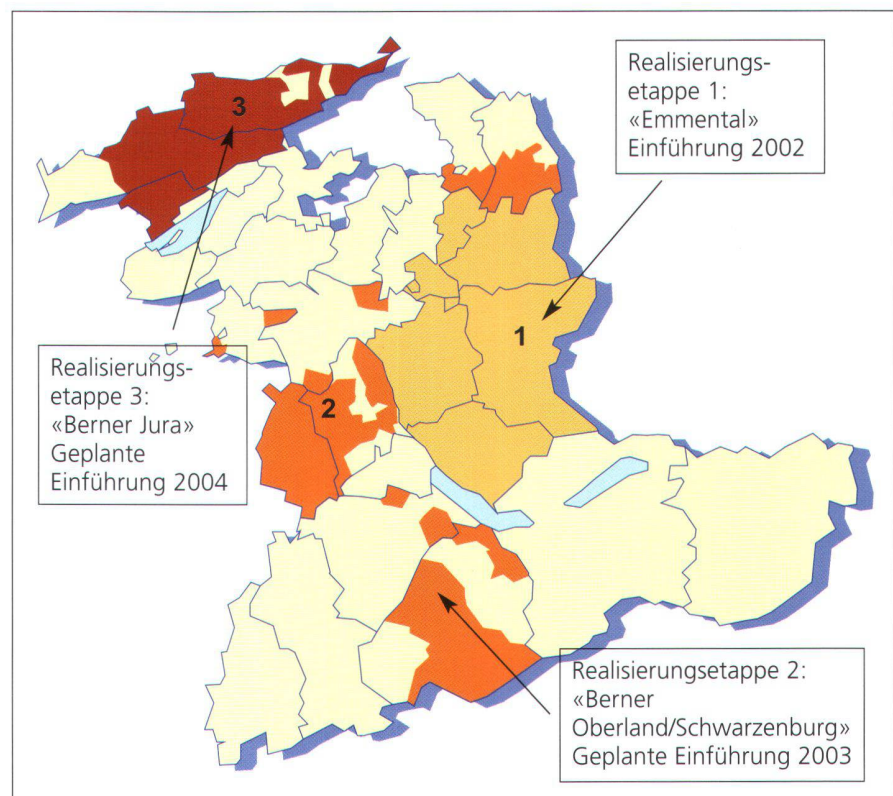 Realisierungs-
etappe 1:
«Emmental»
Einführung 2002
3
1
Realisierungs-
etappe 3:
«Berner Jura»
Geplante
Einführung 2004
2
Realisierungsetappe 2:
«Berner
Oberland/Schwarzenburg»
Geplante Einführung 2003